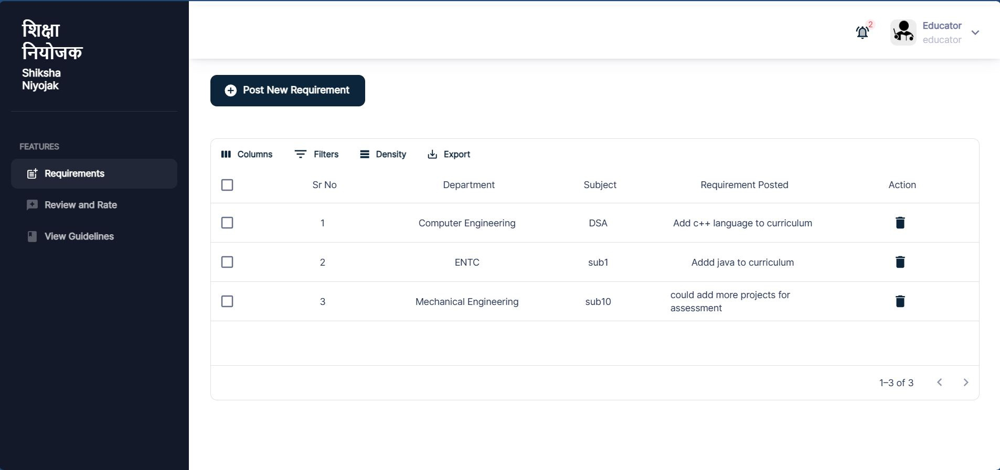 शिक्षा
नियोजक
Shiksha
Niyojak
FEATURES
Requirements
Review and Rate
View Guidelines
2
Educator
educator
Post New Requirement
Columns Filters Density Export
Sr No Department Subject Requirement Posted Action
1 Computer Engineering DSA Add c++ language to curriculum
2 ENTC sub1 Addd java to curriculum
3 Mechanical Engineering sub10 could add more projects for
assessment
1–3 of 3